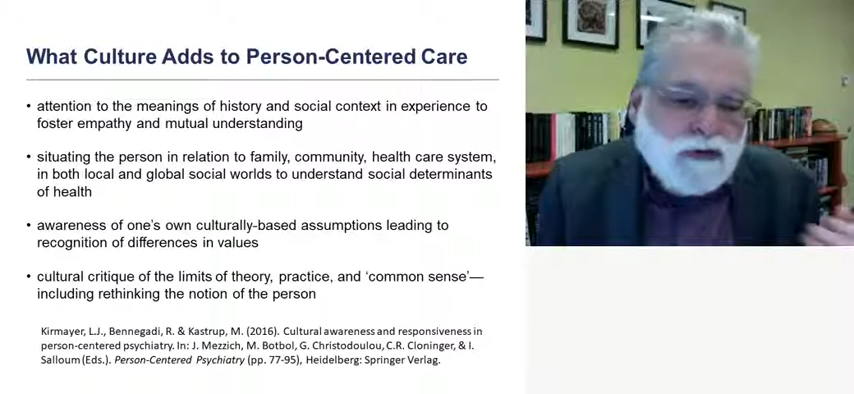 What Culture Adds to Person-Centered Care
• attention to the meanings of history and social context in experience to
foster empathy and mutual understanding
• situating the person in relation to family, community, health care system,
in both local and global social worlds to understand social determinants
of health
• awareness of one's own culturally-based assumptions leading to
recognition of differences in values
• cultural critique of the limits of theory, practice, and ‘common sense’—
including rethinking the notion of the person
Kirmayer, L.J., Bennegadi, R. & Kastrup, M. (2016). Cultural awareness and responsiveness in
person-centered psychiatry. In: J. Mezzich, M. Botbol, G. Christodoulou, C.R. Cloninger, & I.
Salloum (Eds.). Person-Centered Psychiatry (pp. 77-95), Heidelberg: Springer Verlag.